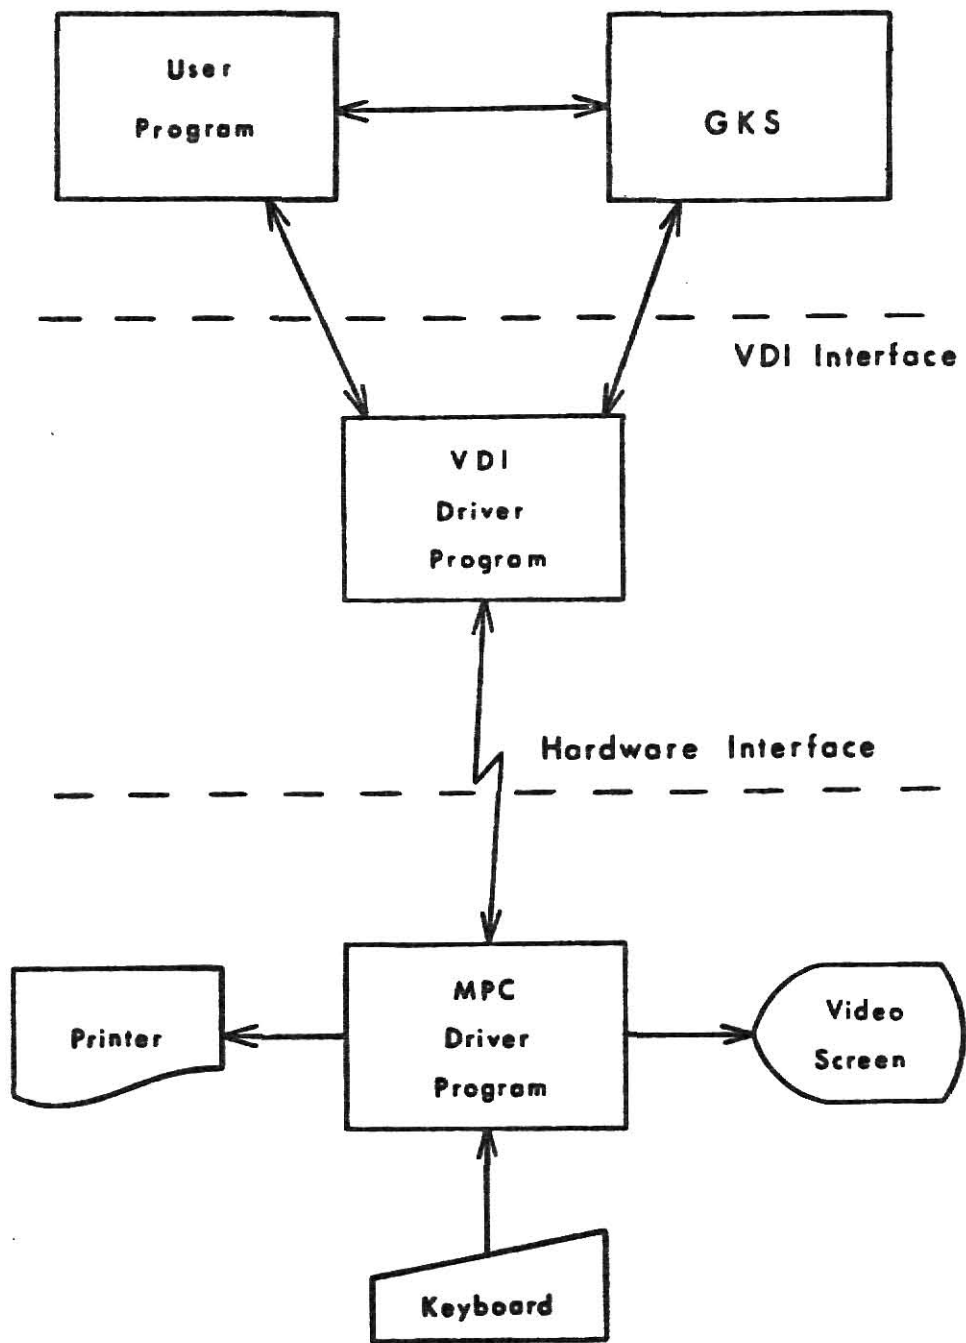 User
Program
GKS
VDI Interface
VDI
Driver
Program
Hardware Interface
MPC
Driver
Program
Printer
Video
Screen
Keyboard